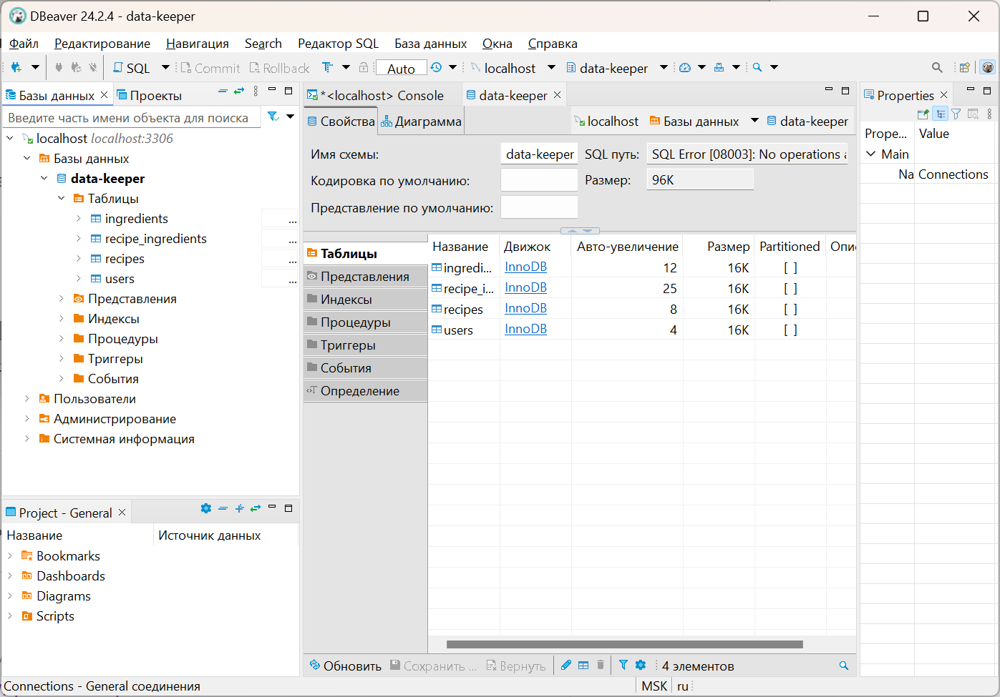 DBeaver 24.2.4 - data-keeper
Файл Редактирование Навигация Search Редактор SQL База данных Окна Справка
SQL Commit Rollback Auto localhost data-keeper
Базы данных Проекты
Введите часть имени объекта для поиска
localhost localhost:3306
Базы данных
data-keeper
Таблицы
ingredients ...
recipe_ingredients ...
recipes ...
users ...
Представления
Индексы
Процедуры
Триггеры
События
Пользователи
Администрирование
Системная информация
Project - General
Название Источник данных
Bookmarks
Dashboards
Diagrams
Scripts
*<localhost> Console data-keeper
Свойства Диаграмма localhost Базы данных data-keeper
Имя схемы: data-keeper SQL путь: SQL Error [08003]: No operations a
Кодировка по умолчанию: Размер: 96K
Представление по умолчанию:
Таблицы
Представления
Индексы
Процедуры
Триггеры
События
Определение
Название Движок Авто-увеличение Размер Partitioned Опис
ingredi... InnoDB 12 16K [ ]
recipe_i... InnoDB 25 16K [ ]
recipes InnoDB 8 16K [ ]
users InnoDB 4 16K [ ]
Обновить Сохранить ... Вернуть 4 элементов
Properties
Prope... Value
Main
Na Connections
Connections - General соединения MSK ru